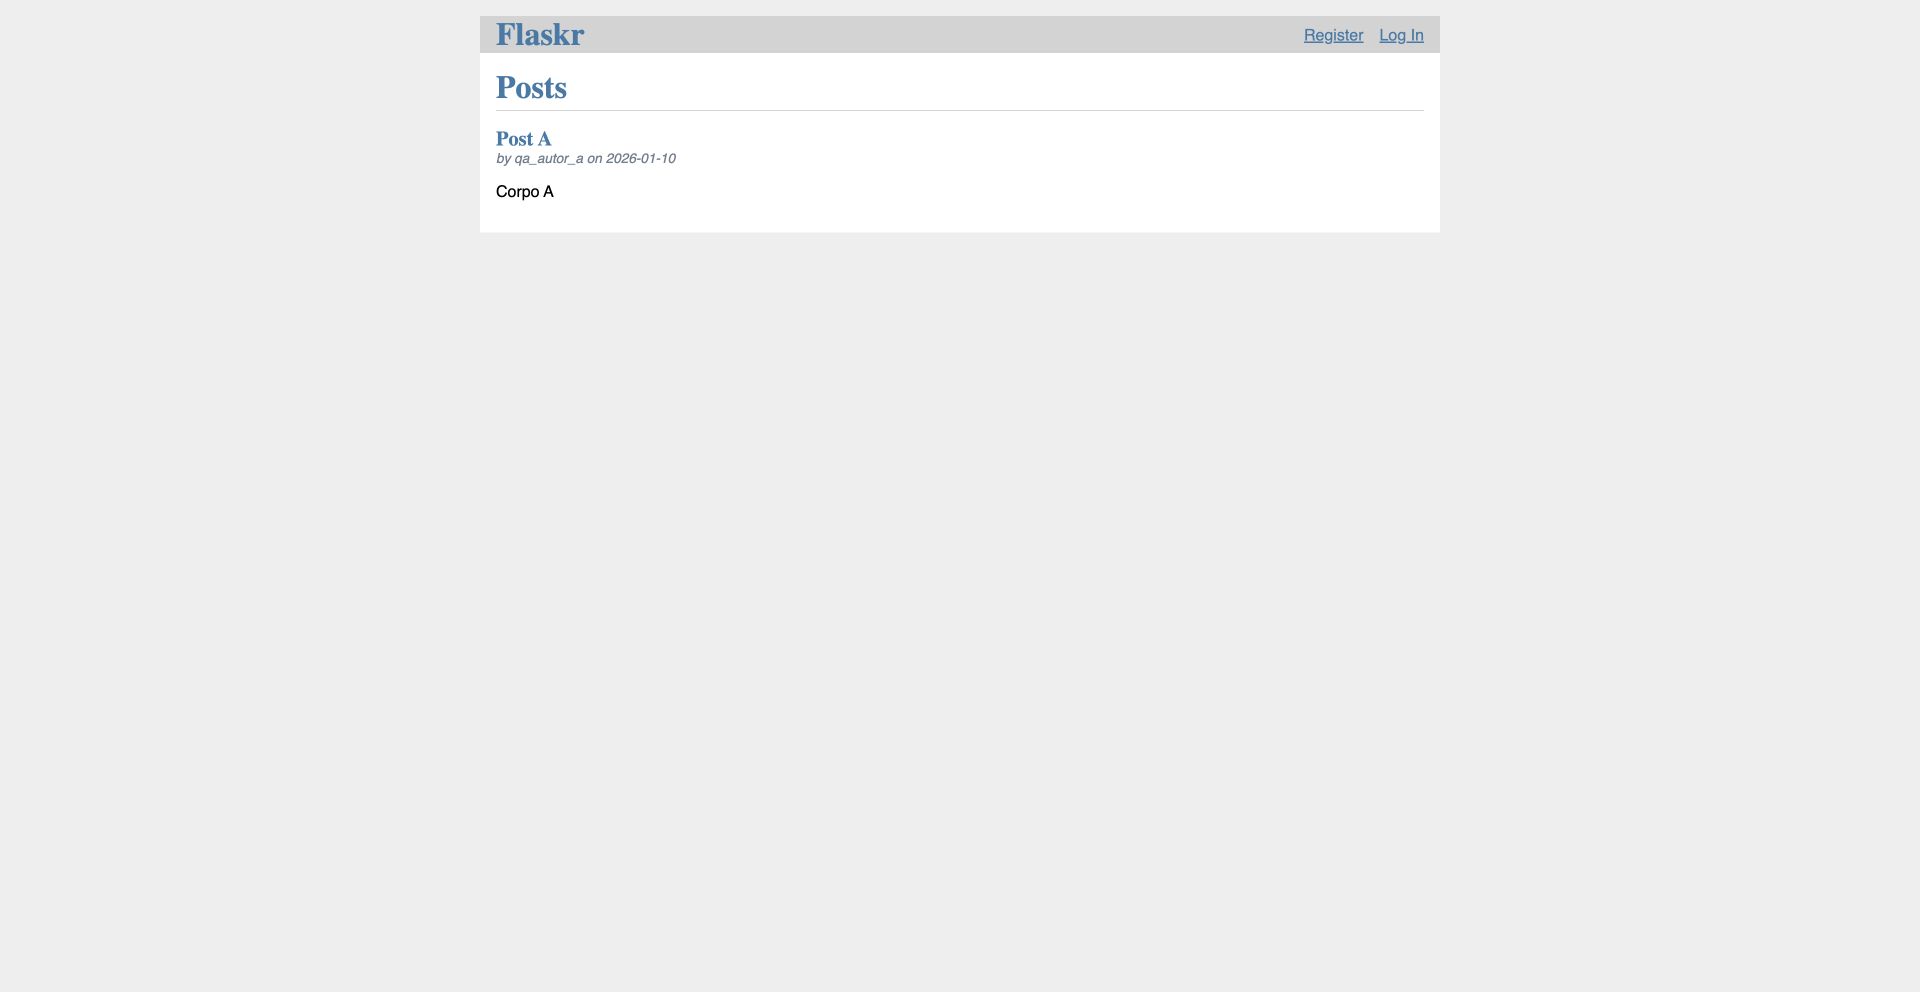 Flaskr
Register Log In
Posts
Post A
by qa_autor_a on 2026-01-10
Corpo A